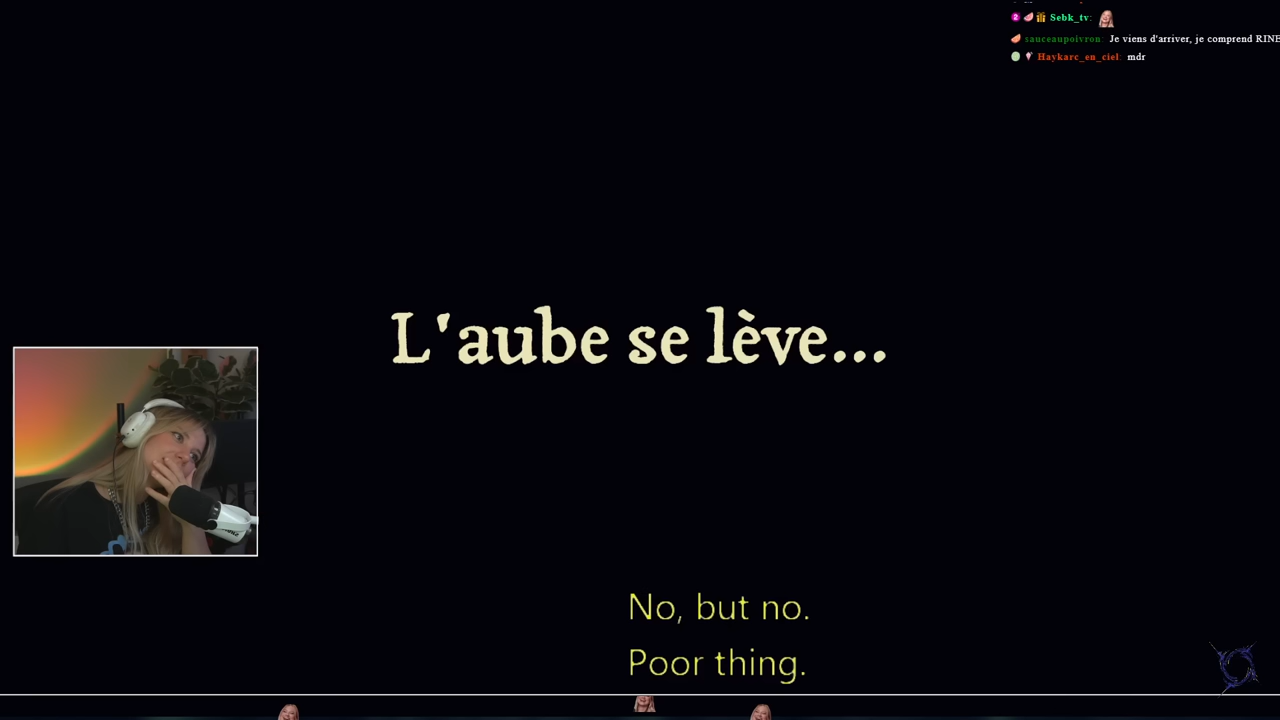 Sebk_tv:
sauceaupoivron: Je viens d'arriver, je comprend RINE
Haykarc_en_ciel: mdr
L'aube se lève...
No, but no.
Poor thing.